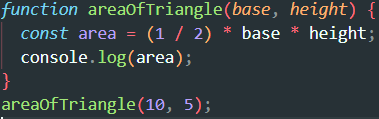 function areaOfTriangle(base, height) {
  const area = (1 / 2) * base * height;
  console.log(area);
}
areaOfTriangle(10, 5);